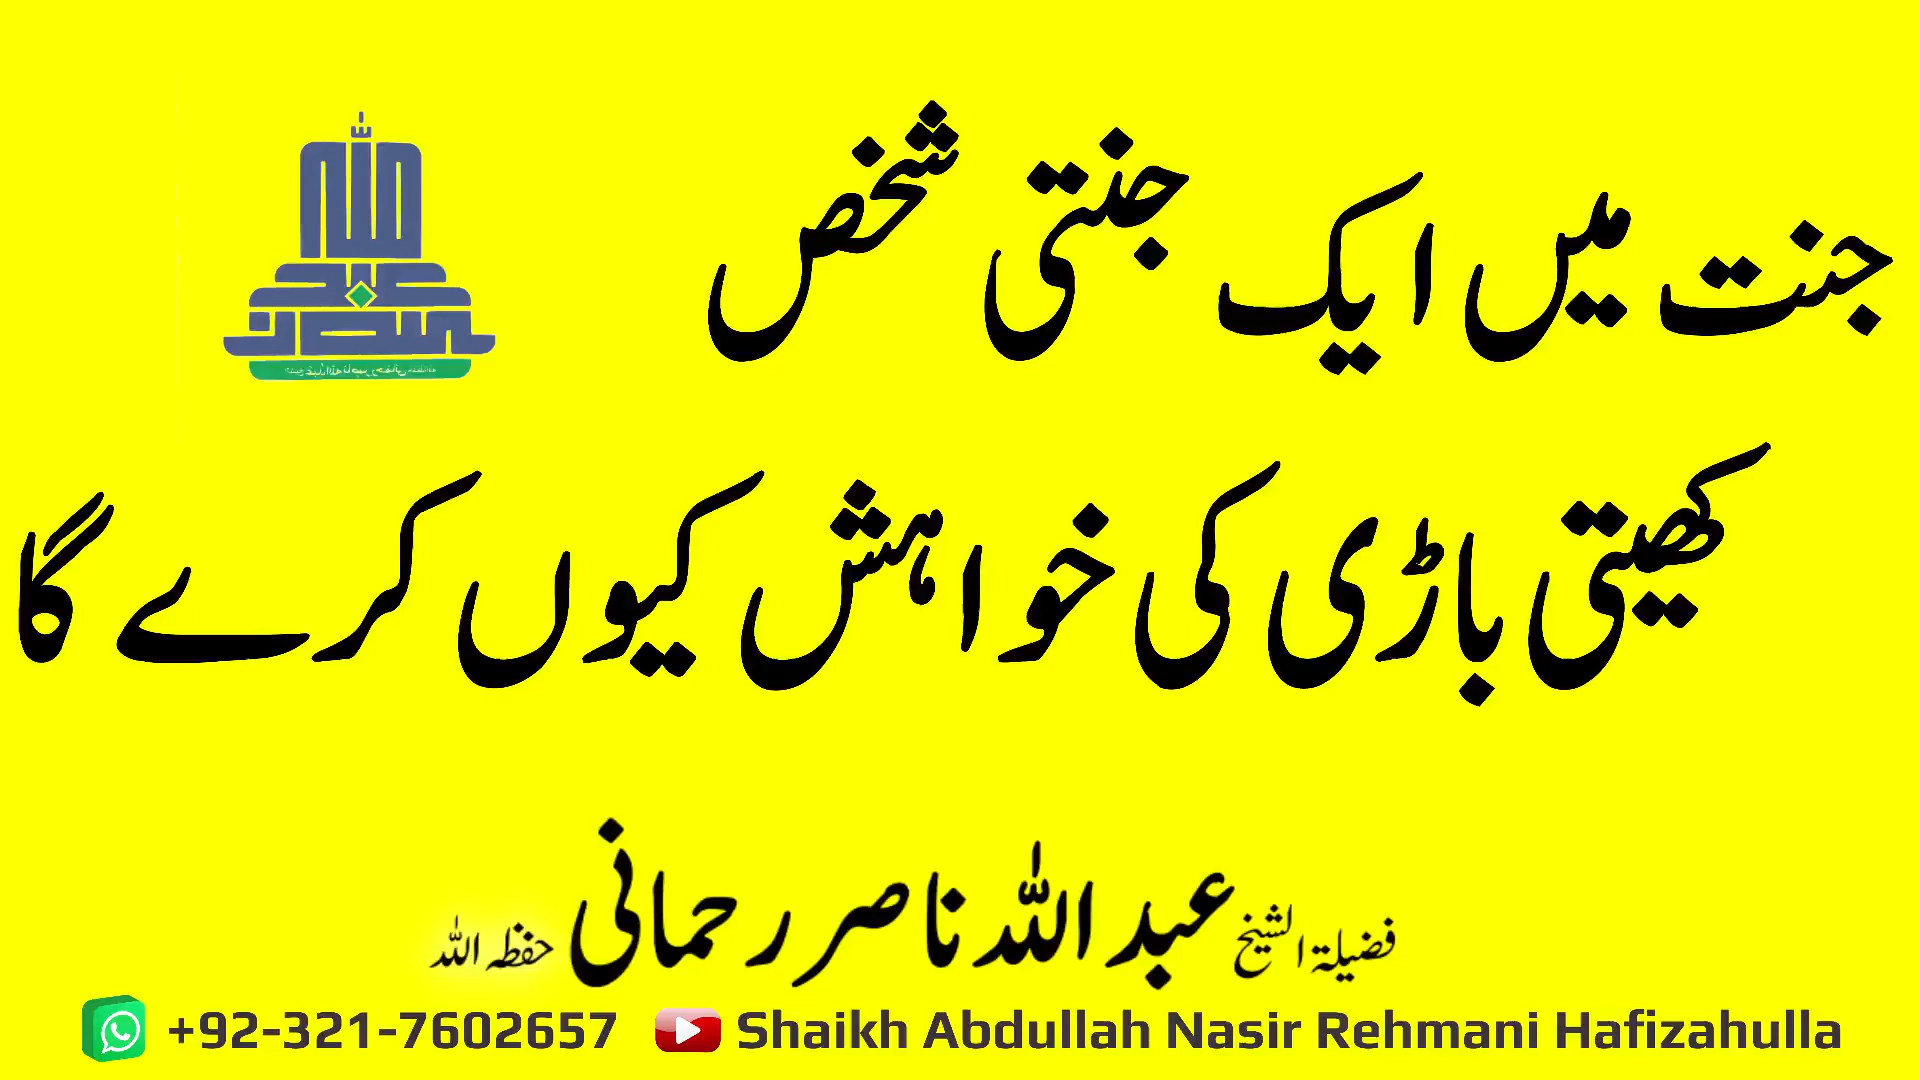 جنت میں ایک جنتی شخص
کھیتی باڑی کی خواہش کیوں کرے گا
فضیلۃ الشیخ عبداللہ ناصر رحمانی حفظہ اللہ
+92-321-7602657 Shaikh Abdullah Nasir Rehmani Hafizahulla